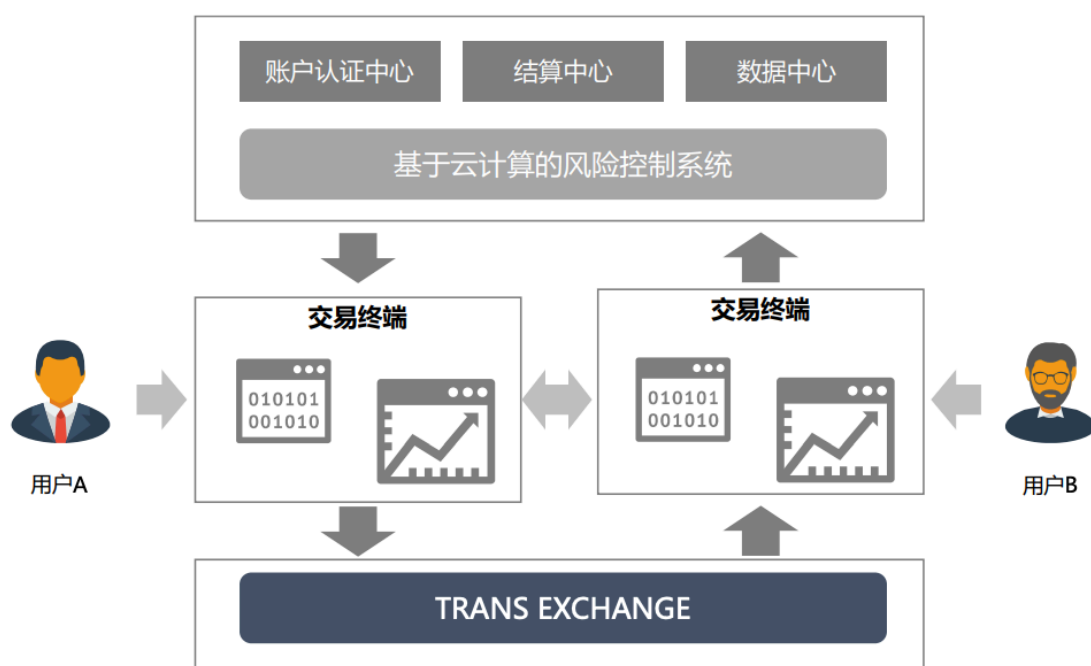 账户认证中心
结算中心
数据中心
基于云计算的风险控制系统
交易终端
交易终端
010101
001010
010101
001010
用户A
用户B
TRANS EXCHANGE